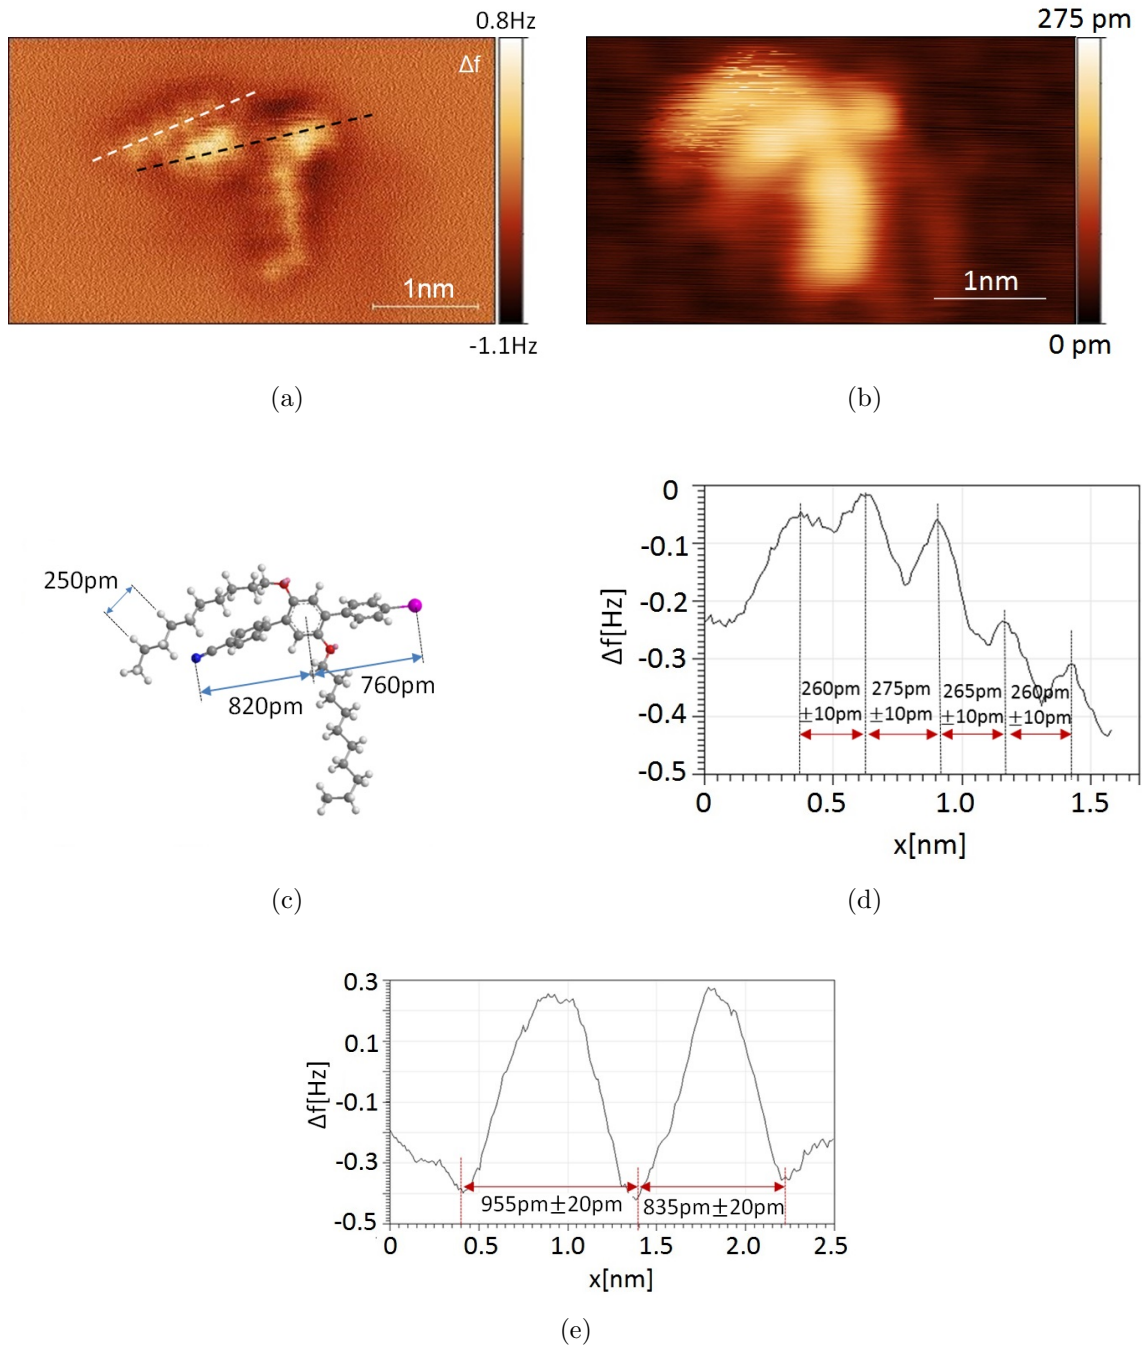 0.8Hz
Δf
1nm
-1.1Hz
(a)
275 pm
1nm
0 pm
(b)
250pm
760pm
820pm
(c)
0
-0.1
-0.2
-0.3
-0.4
-0.5
Δf[Hz]
260pm 275pm 265pm 260pm
±10pm ±10pm ±10pm ±10pm
0 0.5 1.0 1.5
x[nm]
(d)
0.3
0.1
-0.1
-0.3
-0.5
Δf[Hz]
955pm±20pm 835pm±20pm
0 0.5 1.0 1.5 2.0 2.5
x[nm]
(e)